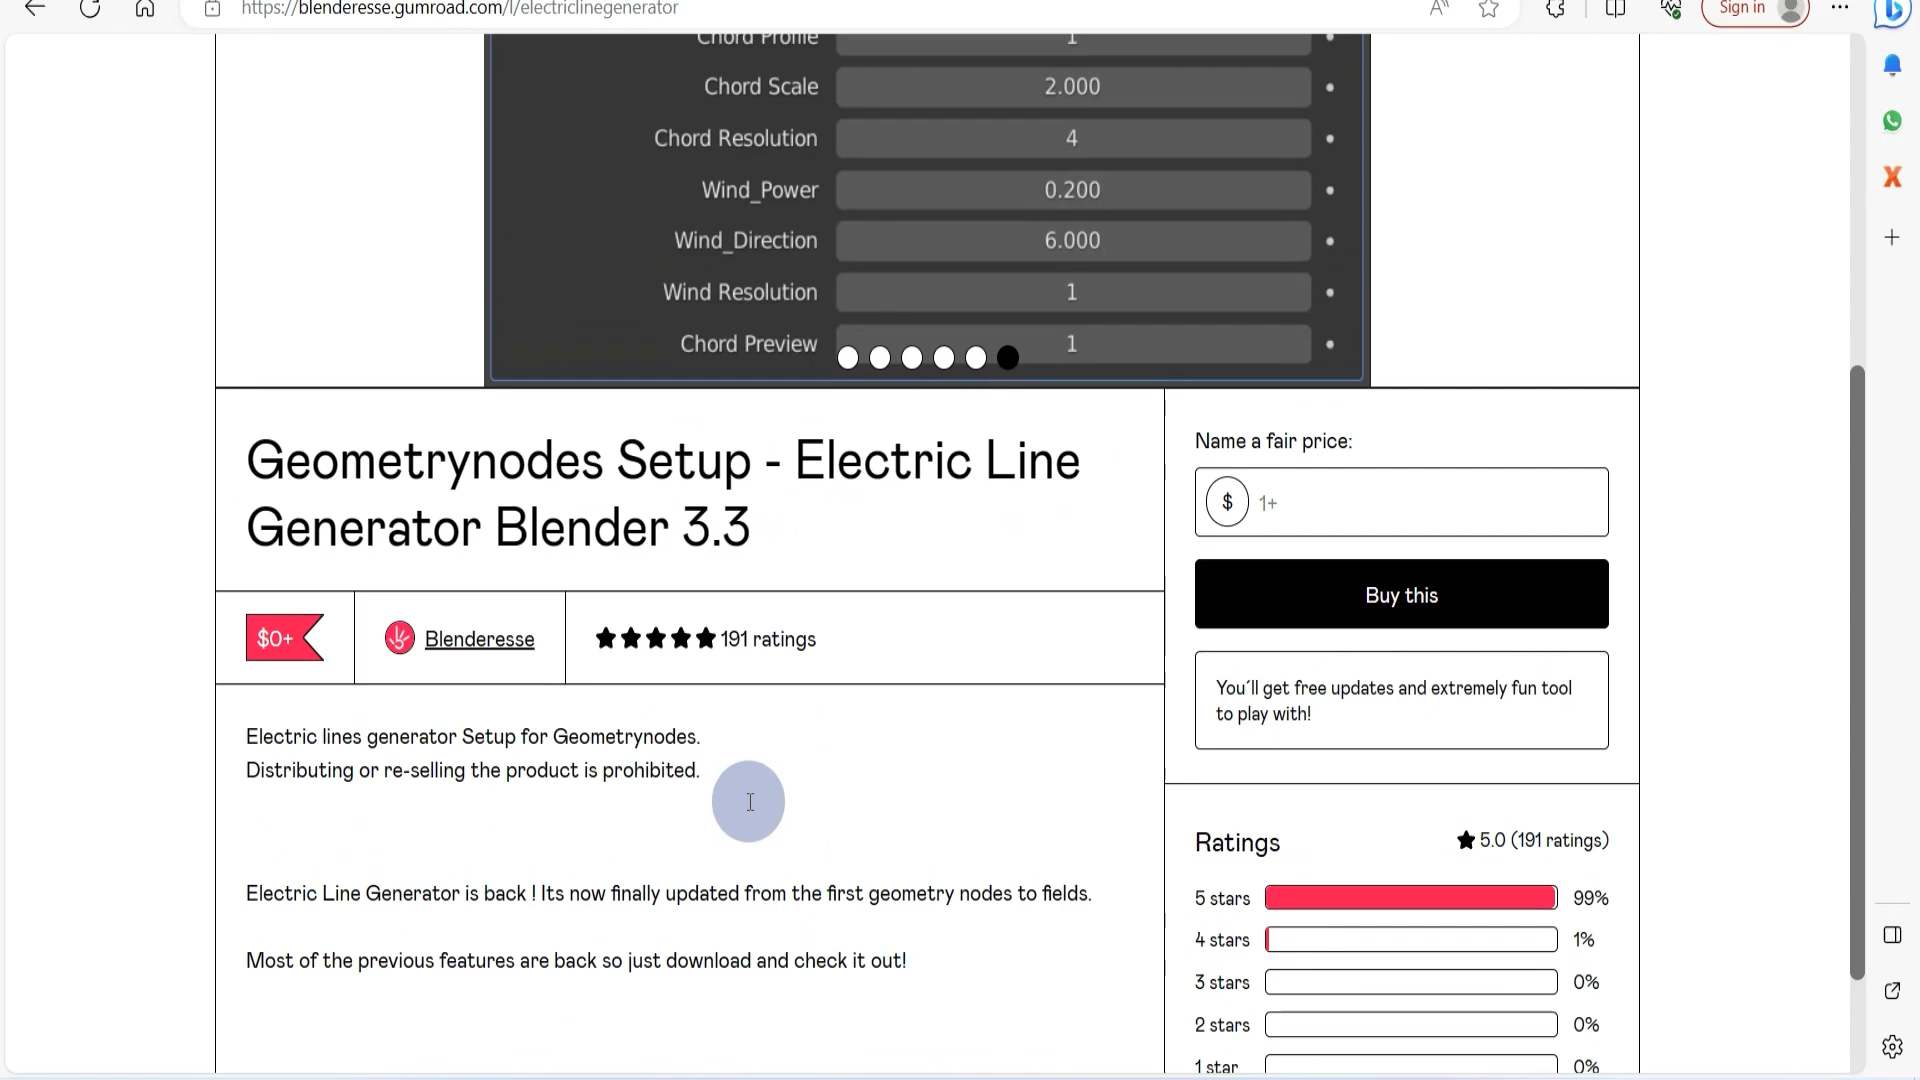 https://blenderesse.gumroad.com/l/electriclinegenerator
Sign in
Chord Profile 1
Chord Scale 2.000
Chord Resolution 4
Wind_Power 0.200
Wind_Direction 6.000
Wind Resolution 1
Chord Preview 1
Geometrynodes Setup - Electric Line
Generator Blender 3.3
Name a fair price:
$ 1+
Buy this
$0+ Blenderesse 191 ratings
You´ll get free updates and extremely fun tool
to play with!
Electric lines generator Setup for Geometrynodes.
Distributing or re-selling the product is prohibited.
Electric Line Generator is back ! Its now finally updated from the first geometry nodes to fields.
Most of the previous features are back so just download and check it out!
Ratings 5.0 (191 ratings)
5 stars 99%
4 stars 1%
3 stars 0%
2 stars 0%
1 star 0%